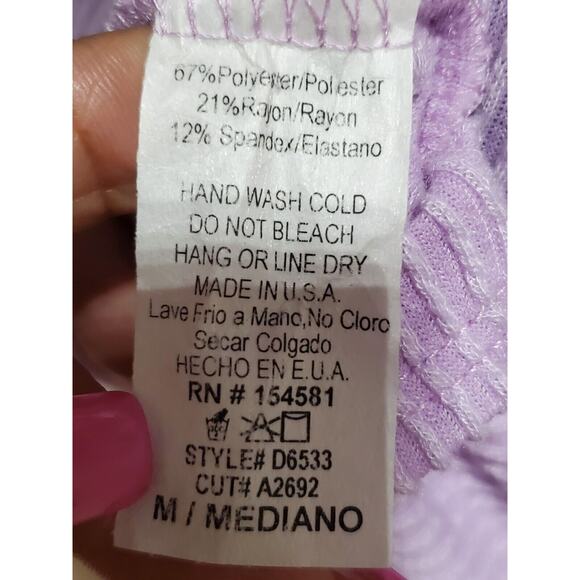 67%Polyester/Poliester
21%Rajon/Rayon
12% Spandex/Elastano
HAND WASH COLD
DO NOT BLEACH
HANG OR LINE DRY
MADE IN U.S.A.
Lave Frio a Mano,No Cloro
Secar Colgado
HECHO EN E.U.A.
RN # 154581
STYLE# D6533
CUT# A2692
M / MEDIANO